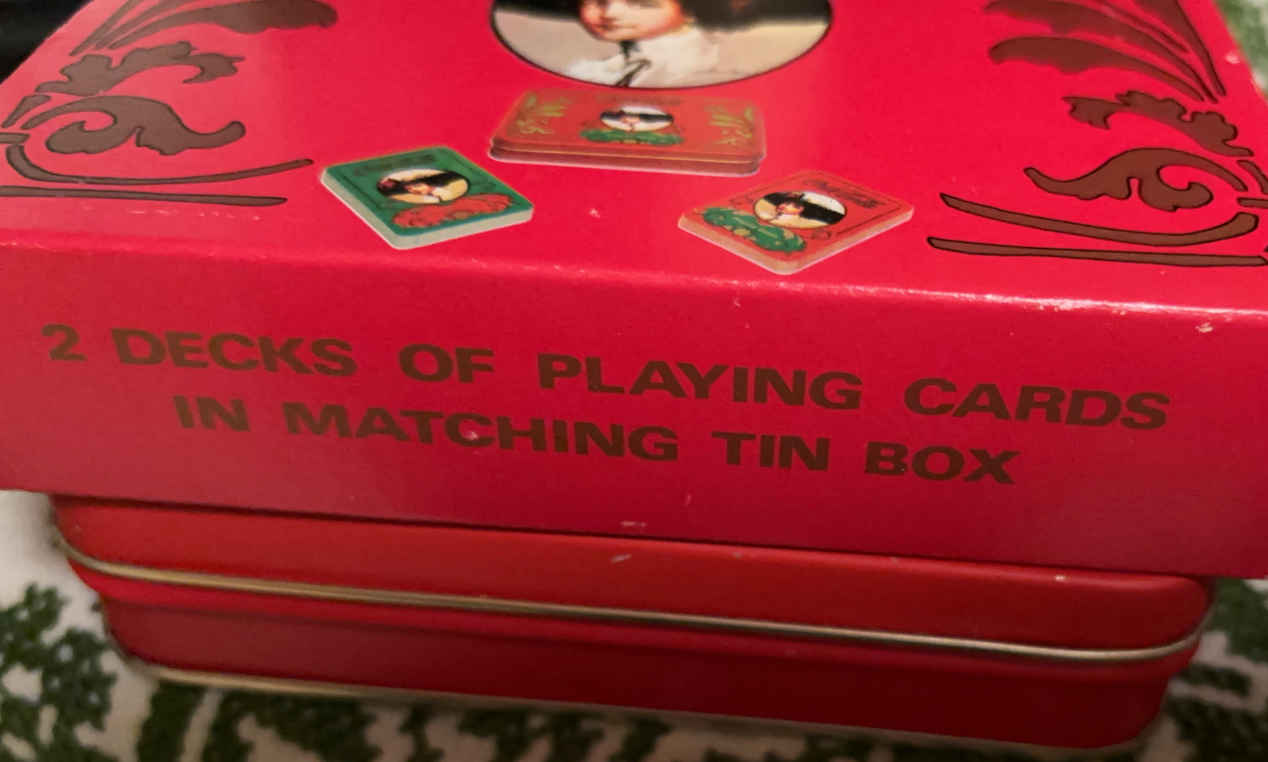 2 DECKS OF PLAYING CARDS
IN MATCHING TIN BOX